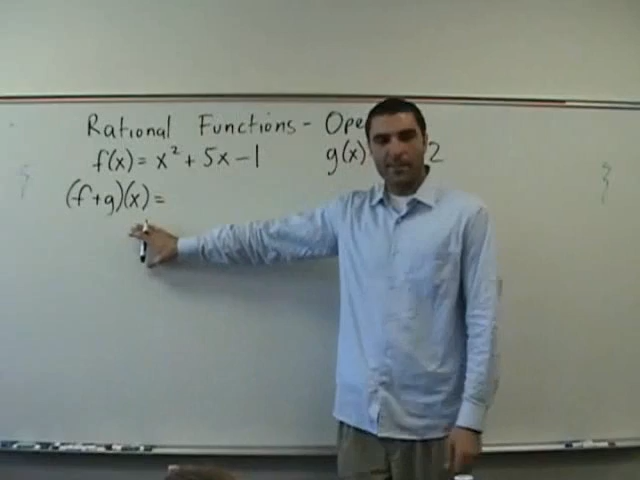 Rational Functions - Ope
f(x) = x² + 5x - 1 g(x) 2
(f+g)(x) =